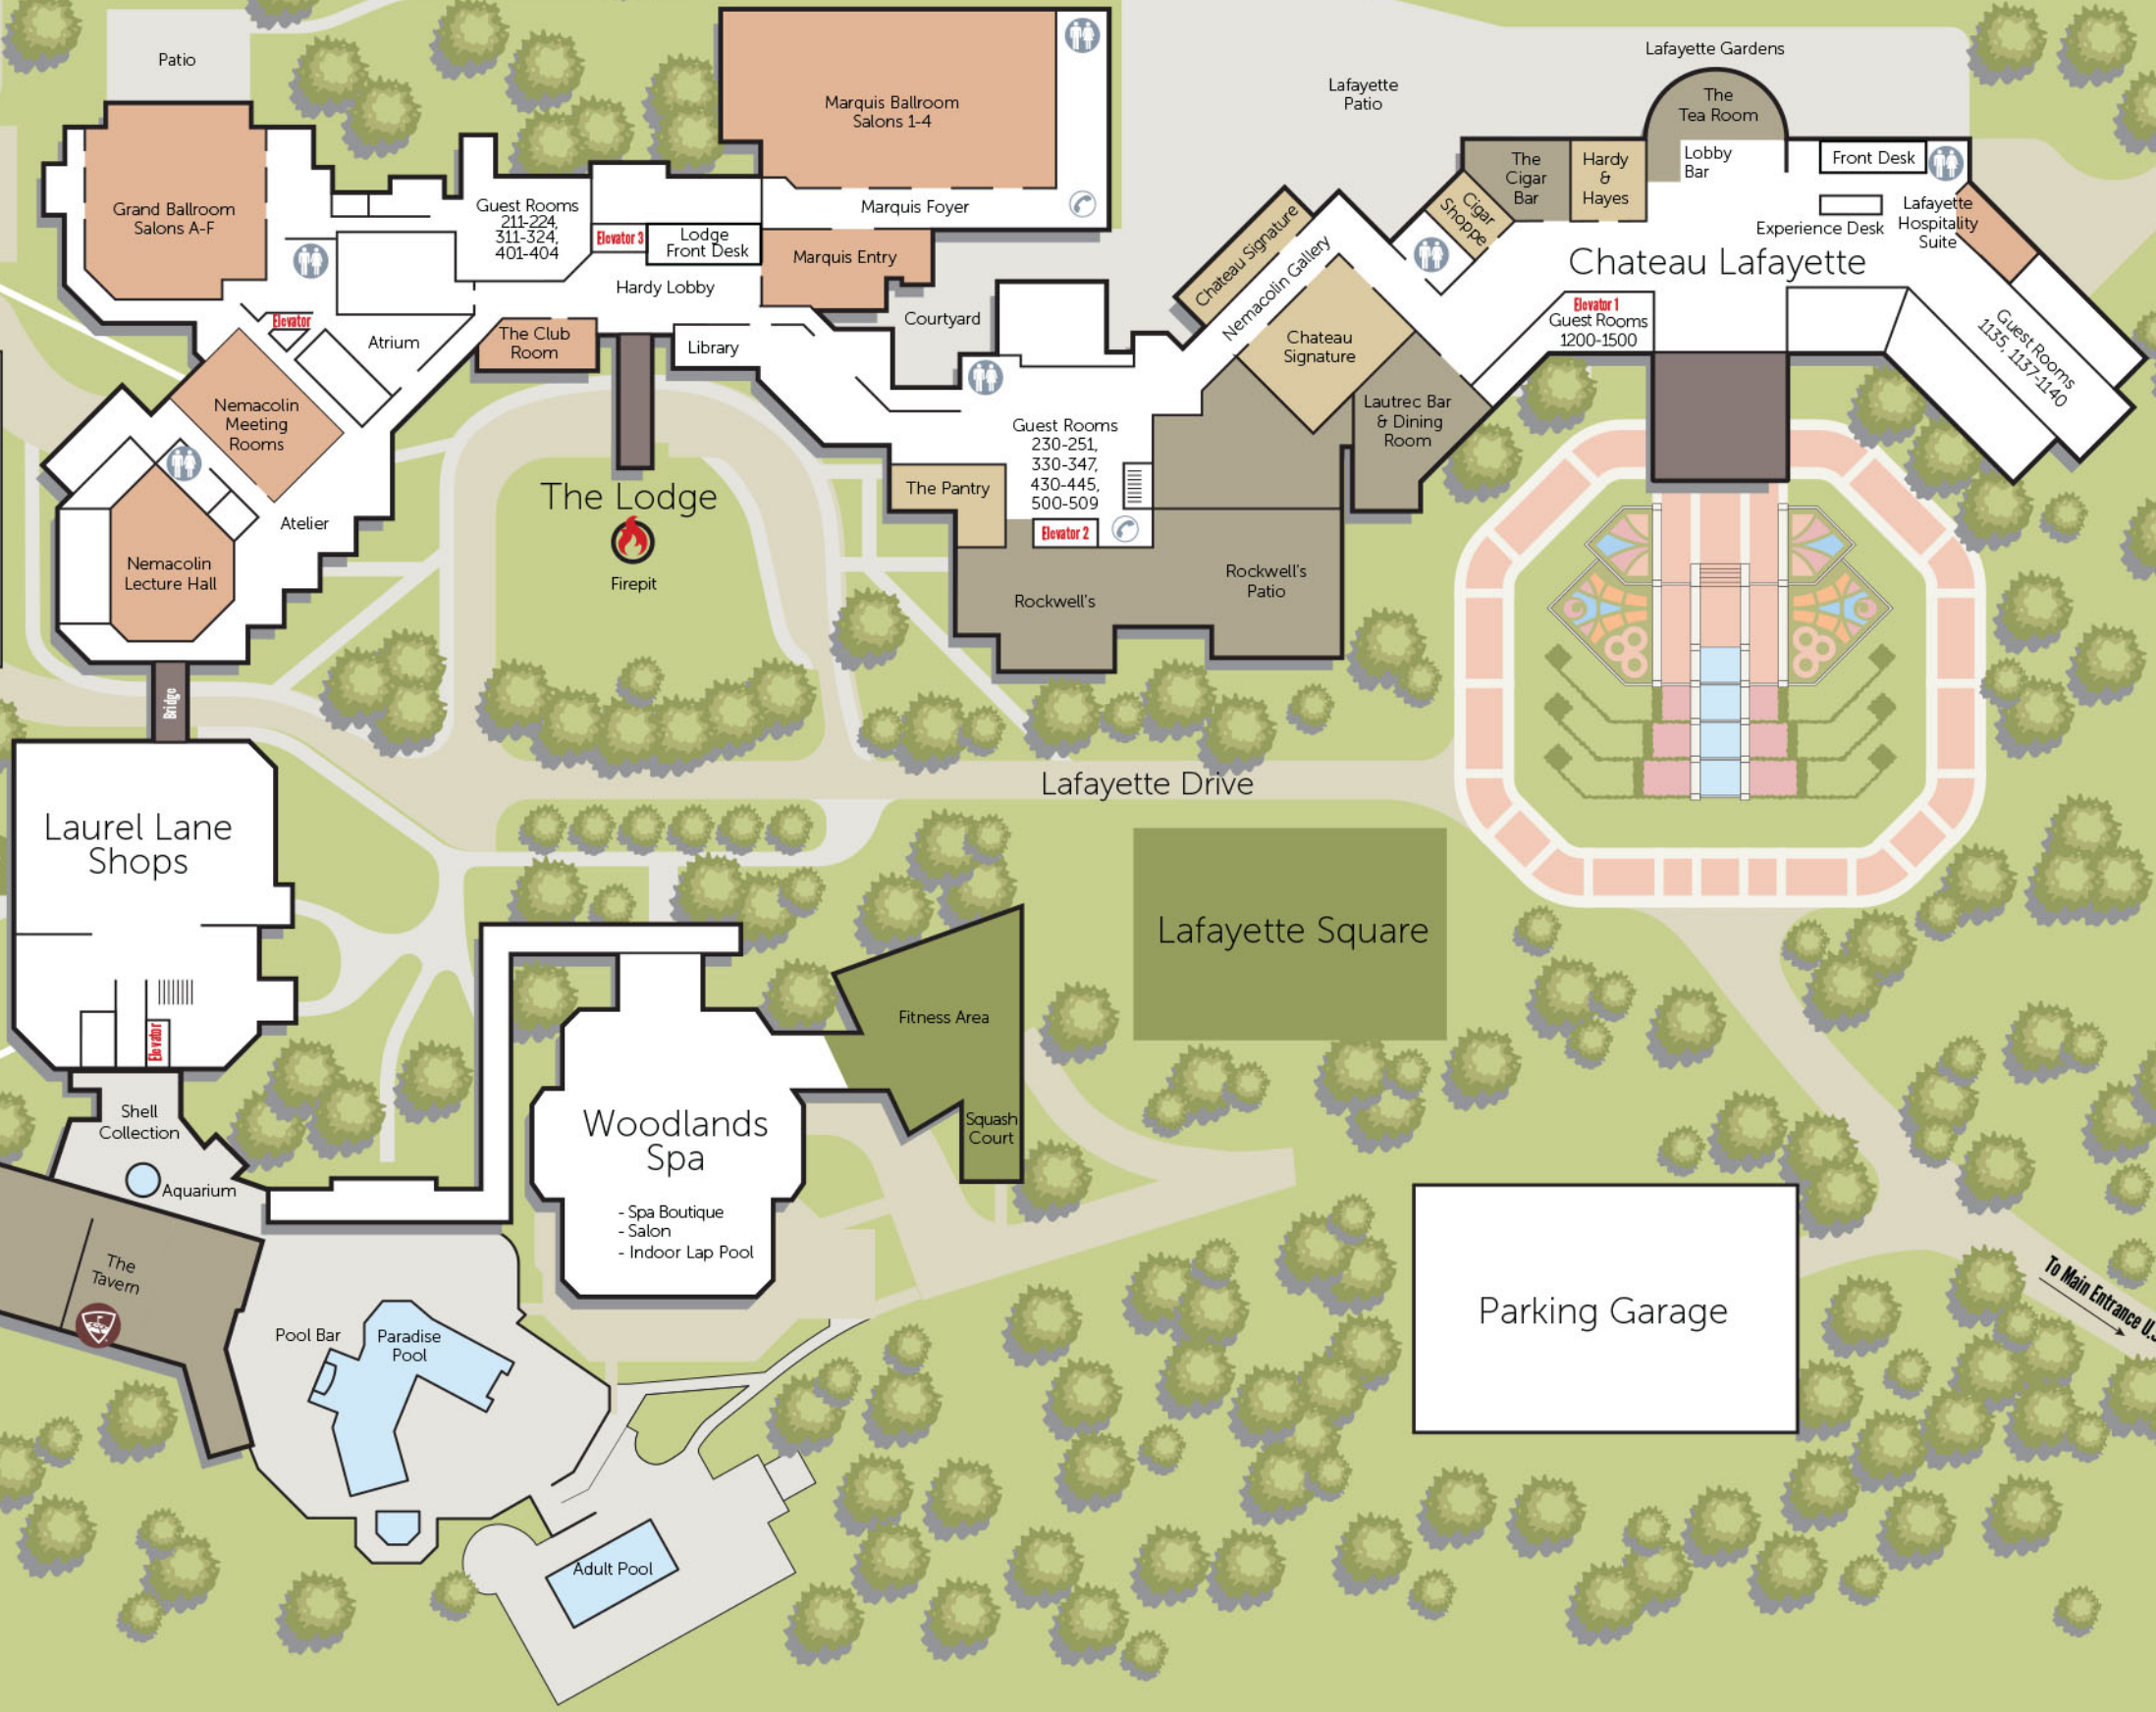 Patio
Grand Ballroom
Salons A-F
Marquis Ballroom
Salons 1-4
Marquis Foyer
Guest Rooms
211-224,
311-324,
401-404
Elevator 3
Lodge
Front Desk
Marquis Entry
Hardy Lobby
Elevator
Atrium
The Club
Room
Library
Courtyard
Nemacolin
Meeting
Rooms
Atelier
Nemacolin
Lecture Hall
Bridge
The Lodge
Firepit
Guest Rooms
230-251,
330-347,
430-445,
500-509
Elevator 2
The Pantry
Rockwell's
Rockwell's
Patio
Lafayette
Patio
Lafayette Gardens
The
Tea Room
The
Cigar
Bar
Hardy
&
Hayes
Lobby
Bar
Front Desk
Cigar
Shoppe
Experience Desk
Lafayette
Hospitality
Suite
Chateau Lafayette
Chateau Signature
Nemacolin Gallery
Chateau
Signature
Lautrec Bar
& Dining
Room
Elevator 1
Guest Rooms
1200-1500
Guest Rooms
1135, 1137-1140
Lafayette Drive
Laurel Lane
Shops
Elevator
Lafayette Square
Fitness Area
Squash
Court
Woodlands
Spa
- Spa Boutique
- Salon
- Indoor Lap Pool
Shell
Collection
Aquarium
The
Tavern
Pool Bar
Paradise
Pool
Adult Pool
Parking Garage
To Main Entrance U.S